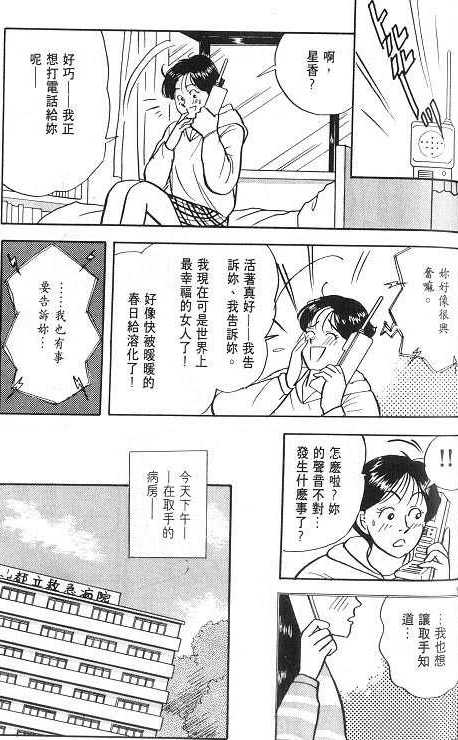 啊，
星香？
好巧——我正
想打電話給妳
呢—
妳好像很興
奮嘛。
活著真好——我告
訴妳、我告訴妳。
我現在可是世界上
最幸福的女人了！
好像快被暖暖的
春日給溶化了！
………我也有事
要告訴妳…
!!
怎麼啦？妳
的聲音不對…
發生什麼事了？
…我也想
讓取手知
道…
今天下午—
—在取手的
病房—
都立救急病院